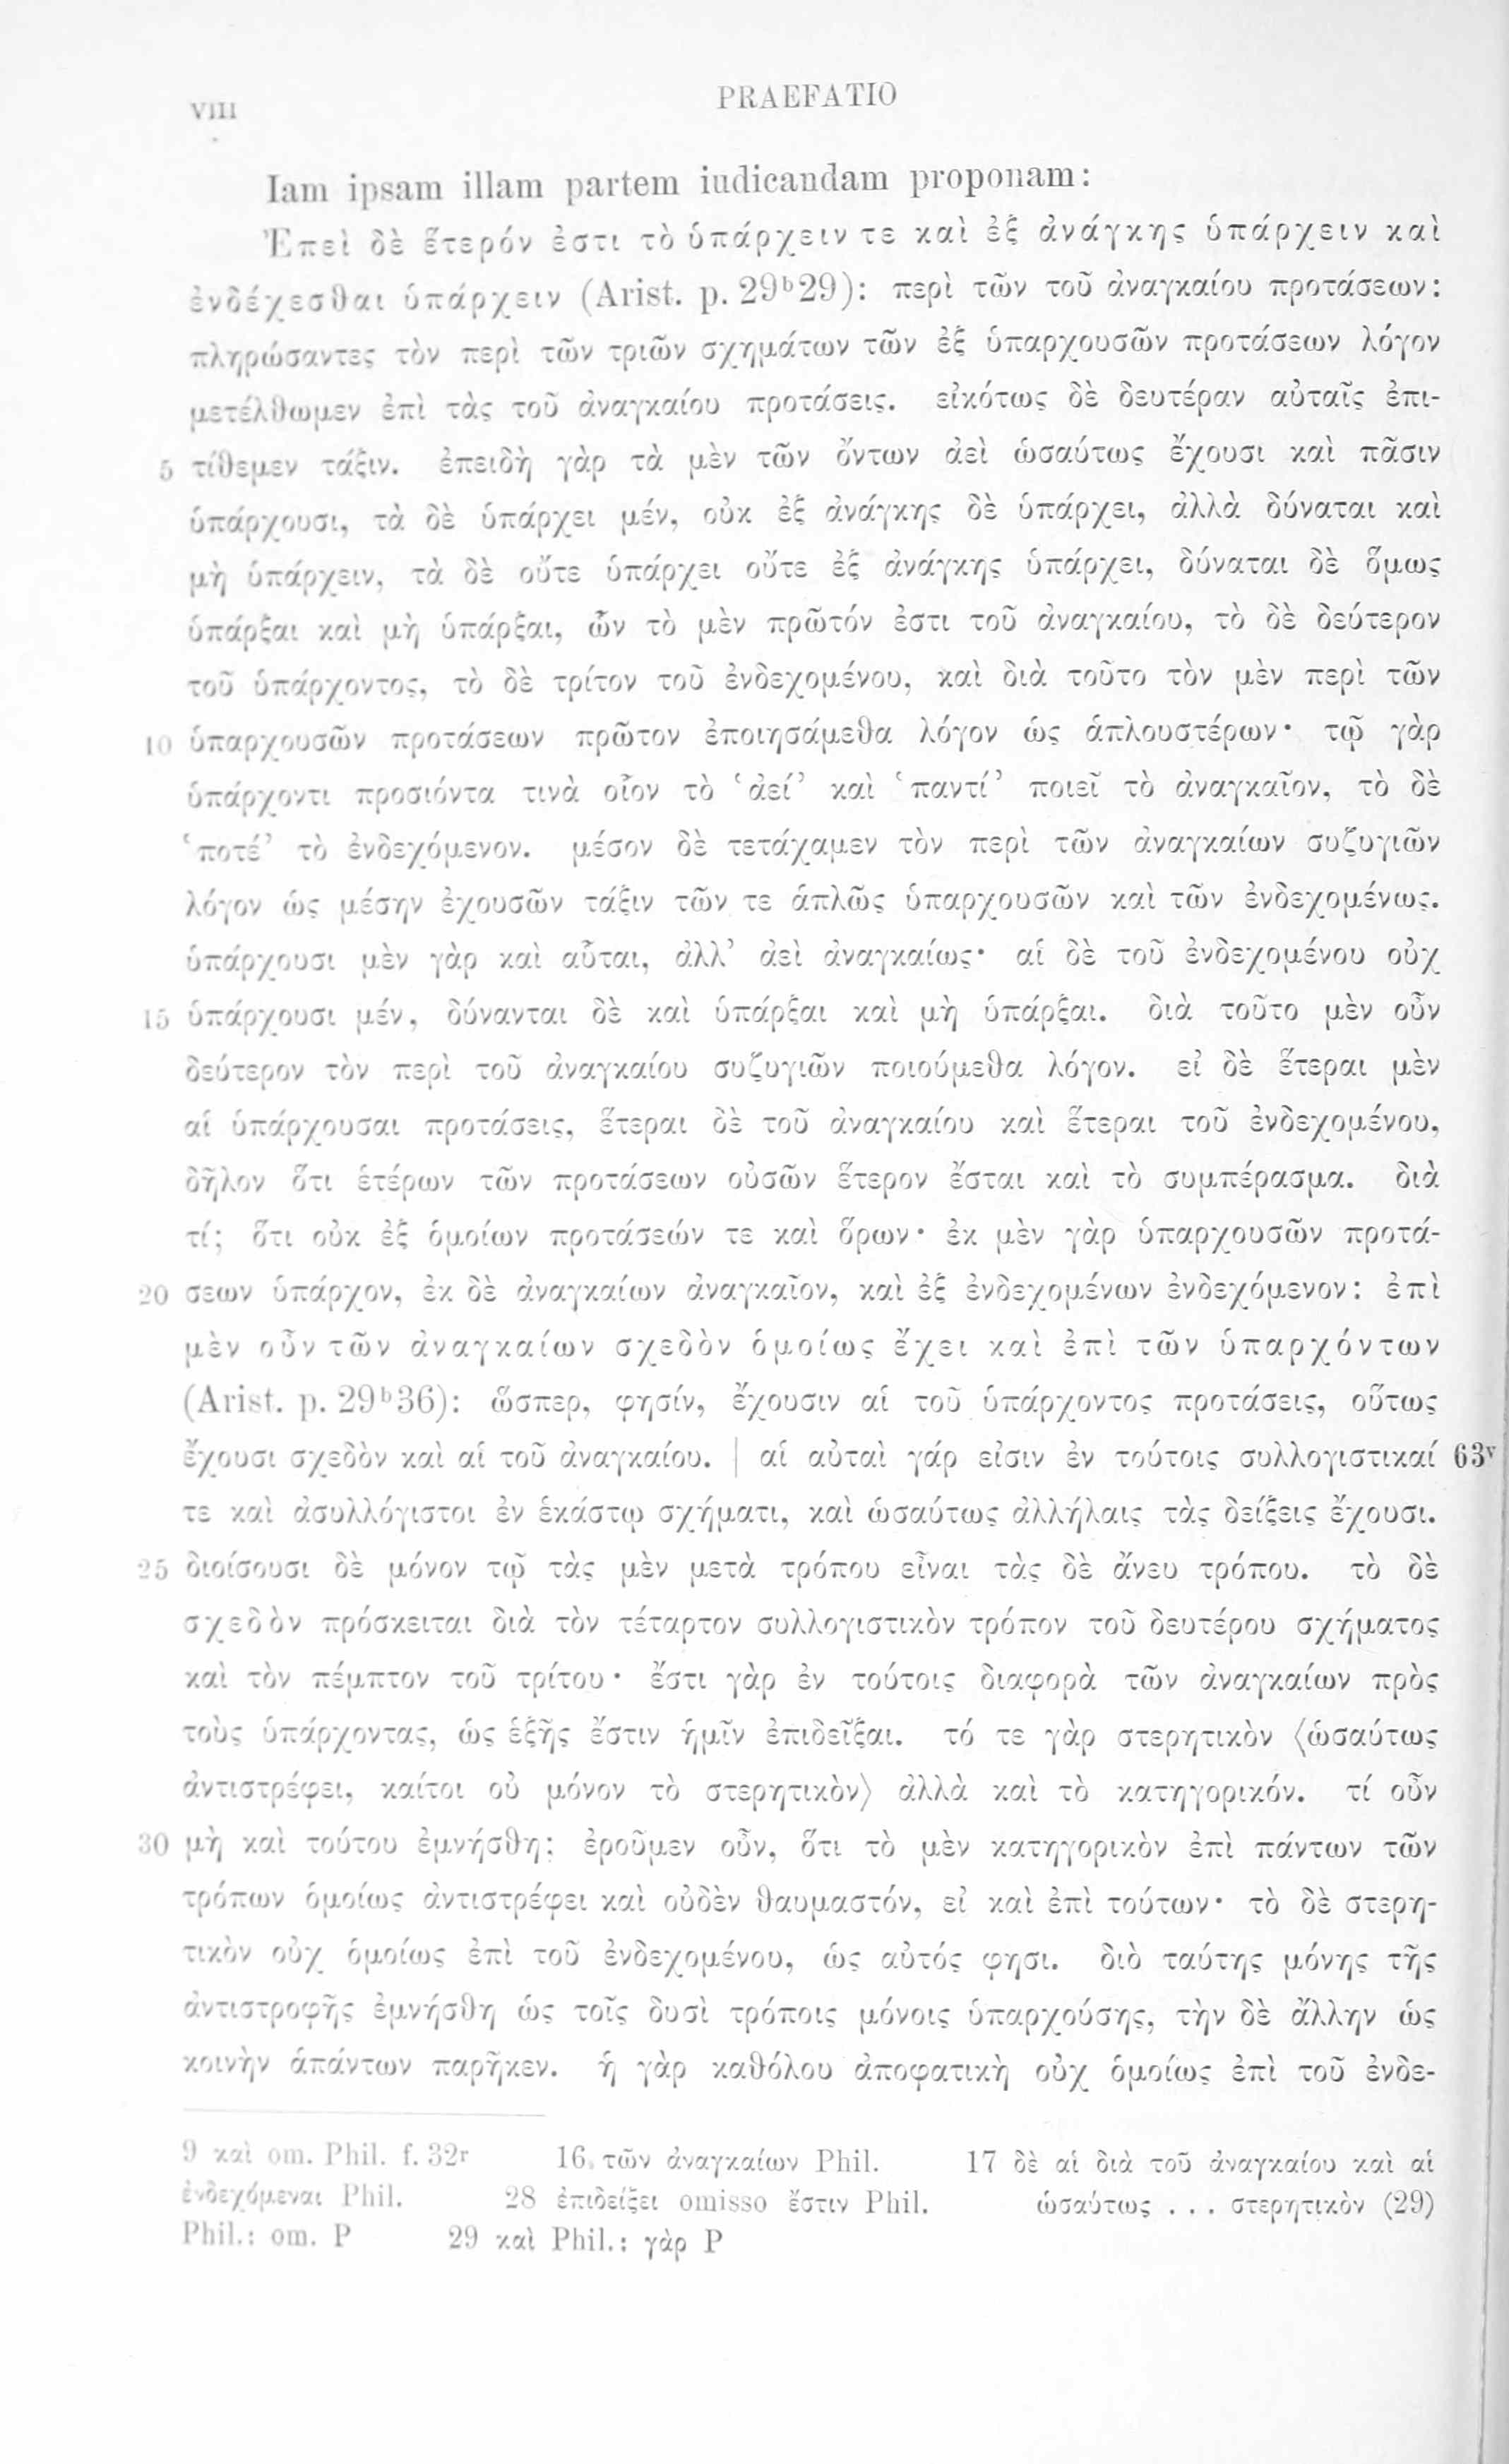 VIII
PRAEFATIO
Iam ipsam illam partem iudicandam proponam:
Ἐπεὶ δὲ ἕτερόν ἐστι τὸ ὑπάρχειν τε καὶ ἐξ ἀνάγκης ὑπάρχειν καὶ
ἐνδέχεσθαι ὑπάρχειν (Arist. p. 29ᵇ29): περὶ τῶν τοῦ ἀναγκαίου προτάσεων:
πληρώσαντες τὸν περὶ τῶν τριῶν σχημάτων τῶν ἐξ ὑπαρχουσῶν προτάσεων λόγον
μετέλθωμεν ἐπὶ τὰς τοῦ ἀναγκαίου προτάσεις. εἰκότως δὲ δευτέραν αὐταῖς ἐπι-
5 τίθεμεν τάξιν. ἐπειδὴ γὰρ τὰ μὲν τῶν ὄντων ἀεὶ ὡσαύτως ἔχουσι καὶ πᾶσιν
ὑπάρχουσι, τὰ δὲ ὑπάρχει μέν, οὐκ ἐξ ἀνάγκης δὲ ὑπάρχει, ἀλλὰ δύναται καὶ
μὴ ὑπάρχειν, τὰ δὲ οὔτε ὑπάρχει οὔτε ἐξ ἀνάγκης ὑπάρχει, δύναται δὲ ὅμως
ὑπάρξαι καὶ μὴ ὑπάρξαι, ὧν τὸ μὲν πρῶτόν ἐστι τοῦ ἀναγκαίου, τὸ δὲ δεύτερον
τοῦ ὑπάρχοντος, τὸ δὲ τρίτον τοῦ ἐνδεχομένου, καὶ διὰ τοῦτο τὸν μὲν περὶ τῶν
10 ὑπαρχουσῶν προτάσεων πρῶτον ἐποιησάμεθα λόγον ὡς ἁπλουστέρων· τῷ γὰρ
ὑπάρχοντι προσιόντα τινὰ οἷον τὸ ‘ἀεί’ καὶ ‘παντί’ ποιεῖ τὸ ἀναγκαῖον, τὸ δὲ
‘ποτέ’ τὸ ἐνδεχόμενον. μέσον δὲ τετάχαμεν τὸν περὶ τῶν ἀναγκαίων συζυγιῶν
λόγον ὡς μέσην ἐχουσῶν τάξιν τῶν τε ἁπλῶς ὑπαρχουσῶν καὶ τῶν ἐνδεχομένως.
ὑπάρχουσι μὲν γὰρ καὶ αὗται, ἀλλ’ ἀεὶ ἀναγκαίως· αἱ δὲ τοῦ ἐνδεχομένου οὐχ
15 ὑπάρχουσι μέν, δύνανται δὲ καὶ ὑπάρξαι καὶ μὴ ὑπάρξαι. διὰ τοῦτο μὲν οὖν
δεύτερον τὸν περὶ τοῦ ἀναγκαίου συζυγιῶν ποιούμεθα λόγον. εἰ δὲ ἕτεραι μὲν
αἱ ὑπάρχουσαι προτάσεις, ἕτεραι δὲ τοῦ ἀναγκαίου καὶ ἕτεραι τοῦ ἐνδεχομένου,
δῆλον ὅτι ἑτέρων τῶν προτάσεων οὐσῶν ἕτερον ἔσται καὶ τὸ συμπέρασμα. διὰ
τί; ὅτι οὐκ ἐξ ὁμοίων προτάσεών τε καὶ ὅρων· ἐκ μὲν γὰρ ὑπαρχουσῶν προτά-
20 σεων ὑπάρχον, ἐκ δὲ ἀναγκαίων ἀναγκαῖον, καὶ ἐξ ἐνδεχομένων ἐνδεχόμενον: ἐπὶ
μὲν οὖν τῶν ἀναγκαίων σχεδὸν ὁμοίως ἔχει καὶ ἐπὶ τῶν ὑπαρχόντων
(Arist. p. 29ᵇ36): ὥσπερ, φησίν, ἔχουσιν αἱ τοῦ ὑπάρχοντος προτάσεις, οὕτως
ἔχουσι σχεδὸν καὶ αἱ τοῦ ἀναγκαίου. | αἱ αὐταὶ γάρ εἰσιν ἐν τούτοις συλλογιστικαί 63ᵛ
τε καὶ ἀσυλλόγιστοι ἐν ἑκάστῳ σχήματι, καὶ ὡσαύτως ἀλλήλαις τὰς δείξεις ἔχουσι.
25 διοίσουσι δὲ μόνον τῷ τὰς μὲν μετὰ τρόπου εἶναι τὰς δὲ ἄνευ τρόπου. τὸ δὲ
σχεδὸν πρόσκειται διὰ τὸν τέταρτον συλλογιστικὸν τρόπον τοῦ δευτέρου σχήματος
καὶ τὸν πέμπτον τοῦ τρίτου· ἔστι γὰρ ἐν τούτοις διαφορὰ τῶν ἀναγκαίων πρὸς
τοὺς ὑπάρχοντας, ὡς ἑξῆς ἔστιν ἡμῖν ἐπιδεῖξαι. τό τε γὰρ στερητικὸν ⟨ὡσαύτως
ἀντιστρέφει, καίτοι οὐ μόνον τὸ στερητικὸν⟩ ἀλλὰ καὶ τὸ κατηγορικόν. τί οὖν
30 μὴ καὶ τούτου ἐμνήσθη; ἐροῦμεν οὖν, ὅτι τὸ μὲν κατηγορικὸν ἐπὶ πάντων τῶν
τρόπων ὁμοίως ἀντιστρέφει καὶ οὐδὲν θαυμαστόν, εἰ καὶ ἐπὶ τούτων· τὸ δὲ στερη-
τικὸν οὐχ ὁμοίως ἐπὶ τοῦ ἐνδεχομένου, ὡς αὐτός φησι. διὸ ταύτης μόνης τῆς
ἀντιστροφῆς ἐμνήσθη ὡς τοῖς δυσὶ τρόποις μόνοις ὑπαρχούσης, τὴν δὲ ἄλλην ὡς
κοινὴν ἁπάντων παρῆκεν. ἡ γὰρ καθόλου ἀποφατικὴ οὐχ ὁμοίως ἐπὶ τοῦ ἐνδε-
9 καὶ om. Phil. f. 32r 16. τῶν ἀναγκαίων Phil. 17 δὲ αἱ διὰ τοῦ ἀναγκαίου καὶ αἱ
ἐνδεχόμεναι Phil. 28 ἐπιδείξει omisso ἔστιν Phil. ὡσαύτως . . . στερητικὸν (29)
Phil.: om. P 29 καὶ Phil.: γὰρ P